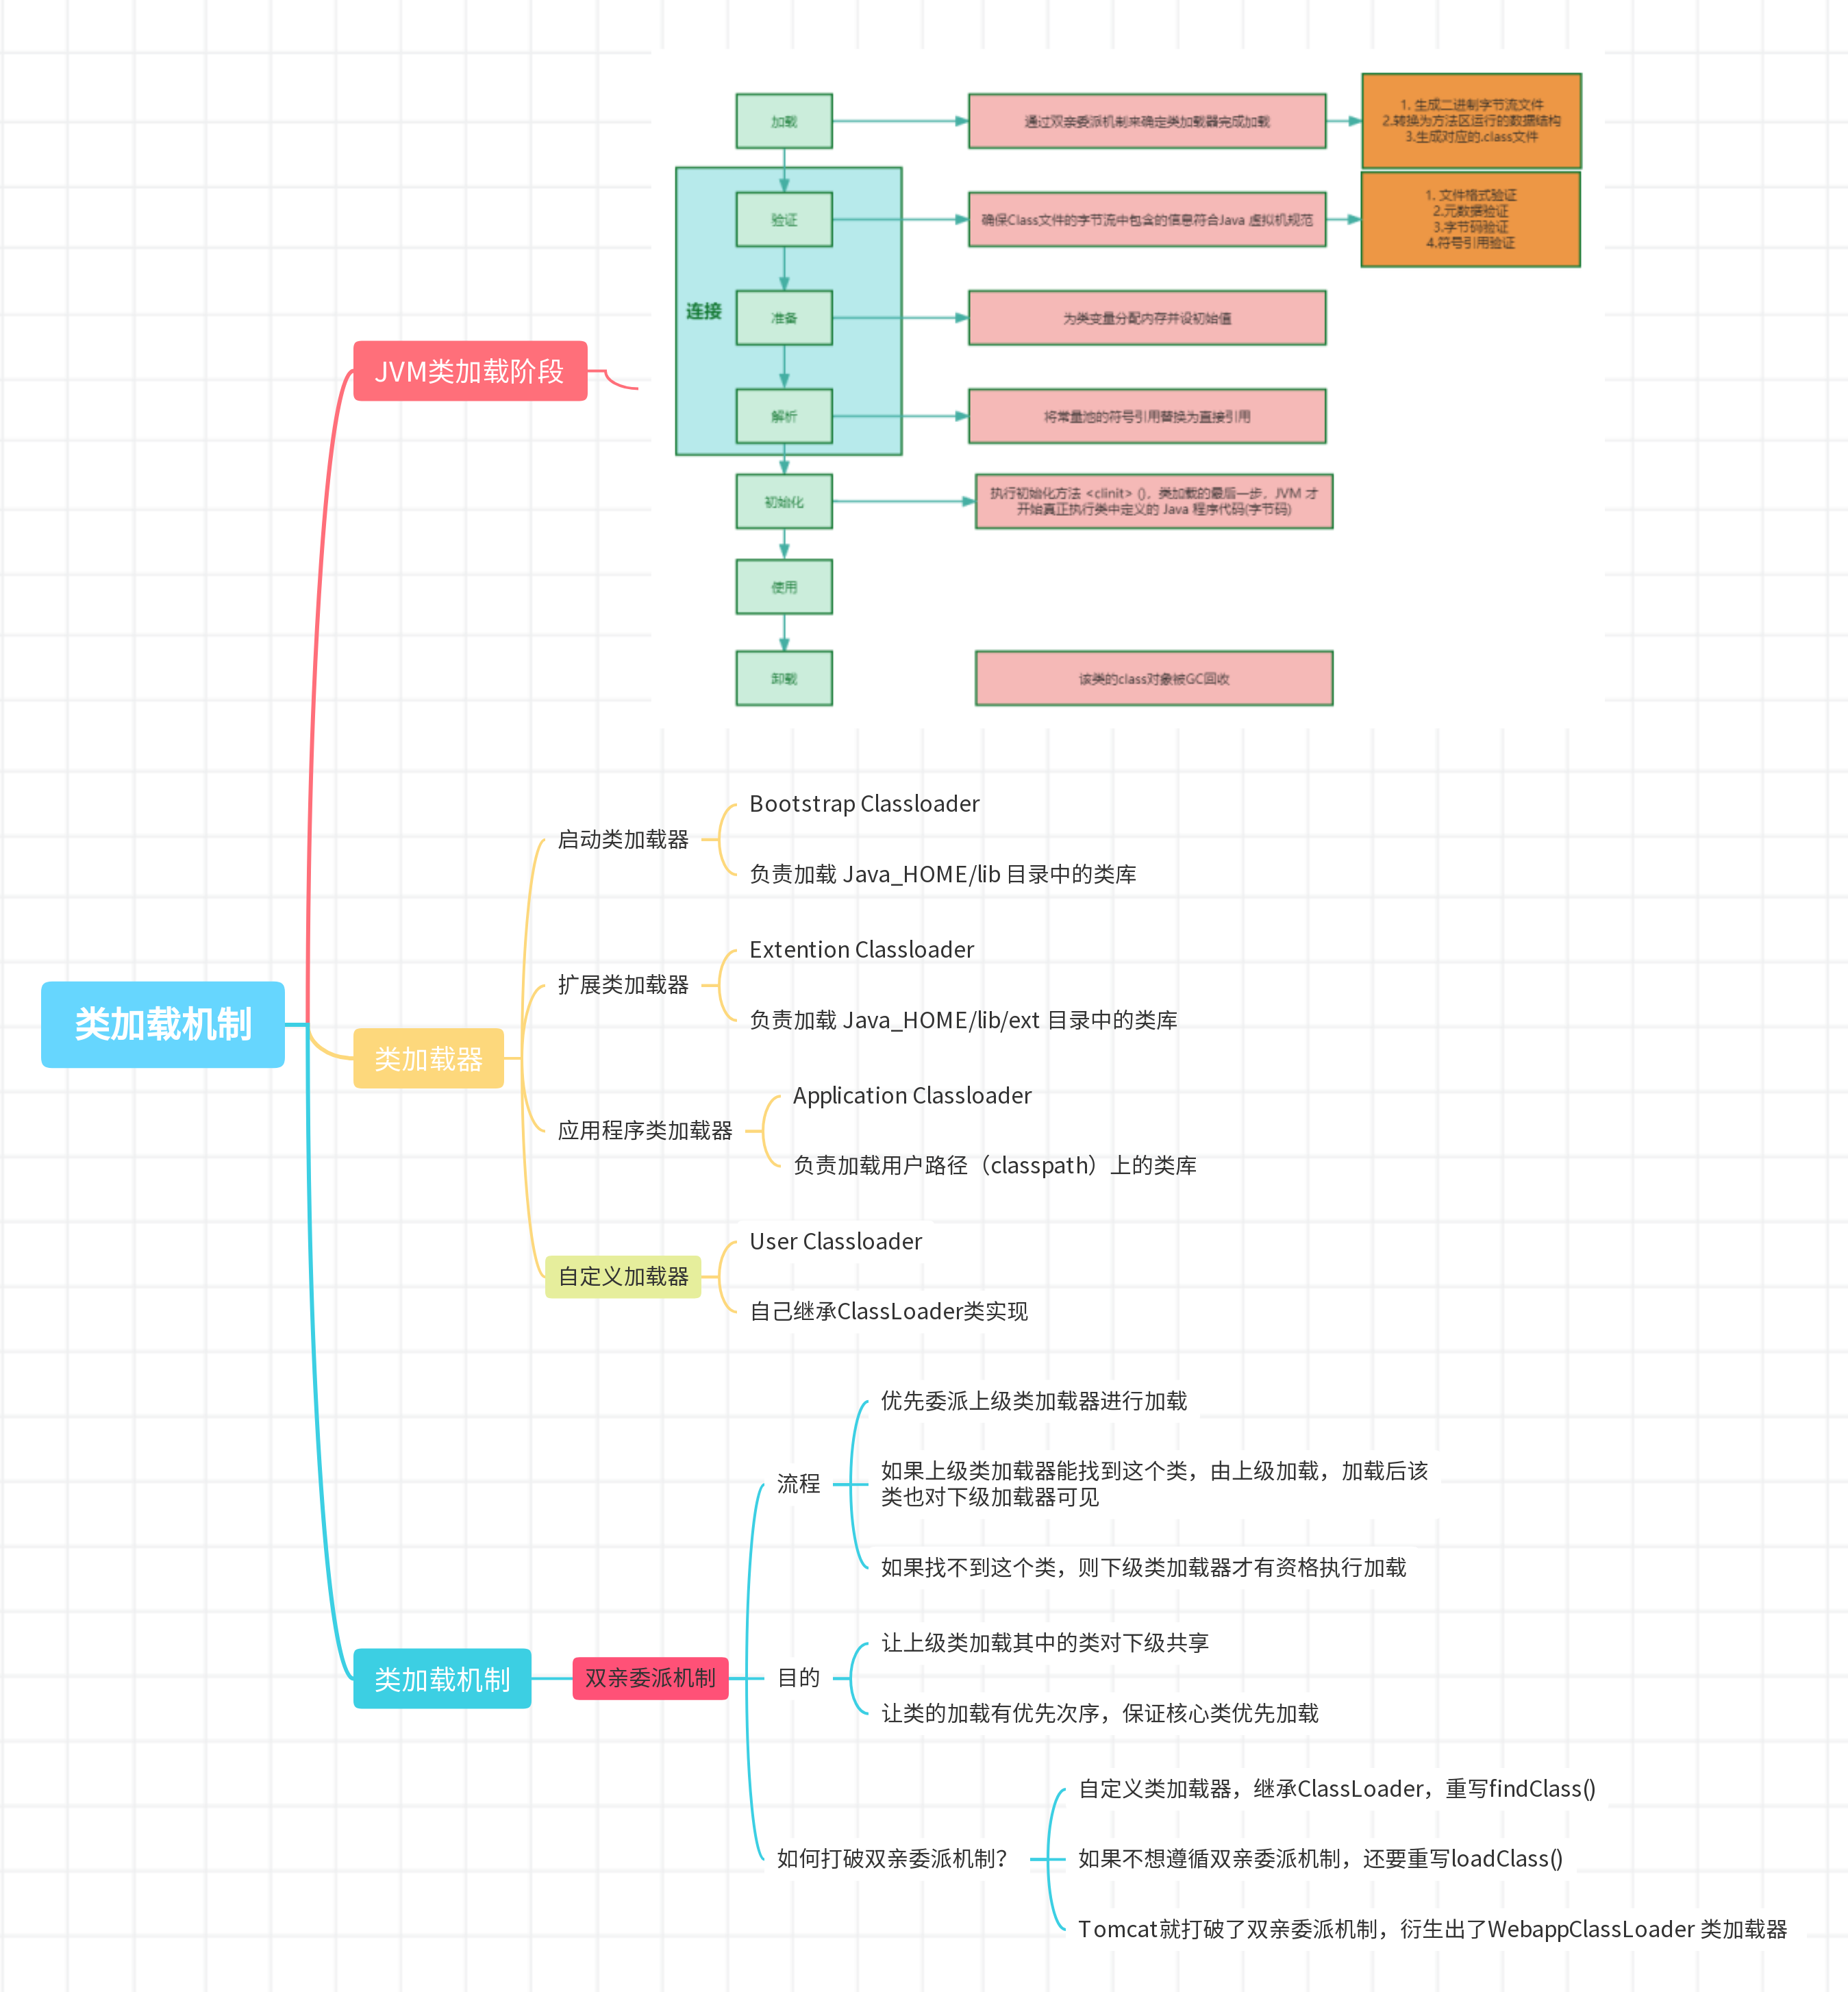 类加载机制
JVM类加载阶段
加载
通过双亲委派机制来确定类加载器完成加载
1. 生成二进制字节流文件
2.转换为方法区运行的数据结构
3.生成对应的.class文件
连接
验证
确保Class文件的字节流中包含的信息符合Java 虚拟机规范
1. 文件格式验证
2.元数据验证
3.字节码验证
4.符号引用验证
准备
为类变量分配内存并设初始值
解析
将常量池的符号引用替换为直接引用
初始化
执行初始化方法 <clinit> ()，类加载的最后一步，JVM 才
开始真正执行类中定义的 Java 程序代码(字节码)
使用
卸载
该类的class对象被GC回收
类加载器
启动类加载器
Bootstrap Classloader
负责加载 Java_HOME/lib 目录中的类库
扩展类加载器
Extention Classloader
负责加载 Java_HOME/lib/ext 目录中的类库
应用程序类加载器
Application Classloader
负责加载用户路径（classpath）上的类库
自定义加载器
User Classloader
自己继承ClassLoader类实现
类加载机制
双亲委派机制
流程
优先委派上级类加载器进行加载
如果上级类加载器能找到这个类，由上级加载，加载后该
类也对下级加载器可见
如果找不到这个类，则下级类加载器才有资格执行加载
目的
让上级类加载其中的类对下级共享
让类的加载有优先次序，保证核心类优先加载
如何打破双亲委派机制？
自定义类加载器，继承ClassLoader，重写findClass()
如果不想遵循双亲委派机制，还要重写loadClass()
Tomcat就打破了双亲委派机制，衍生出了WebappClassLoader 类加载器